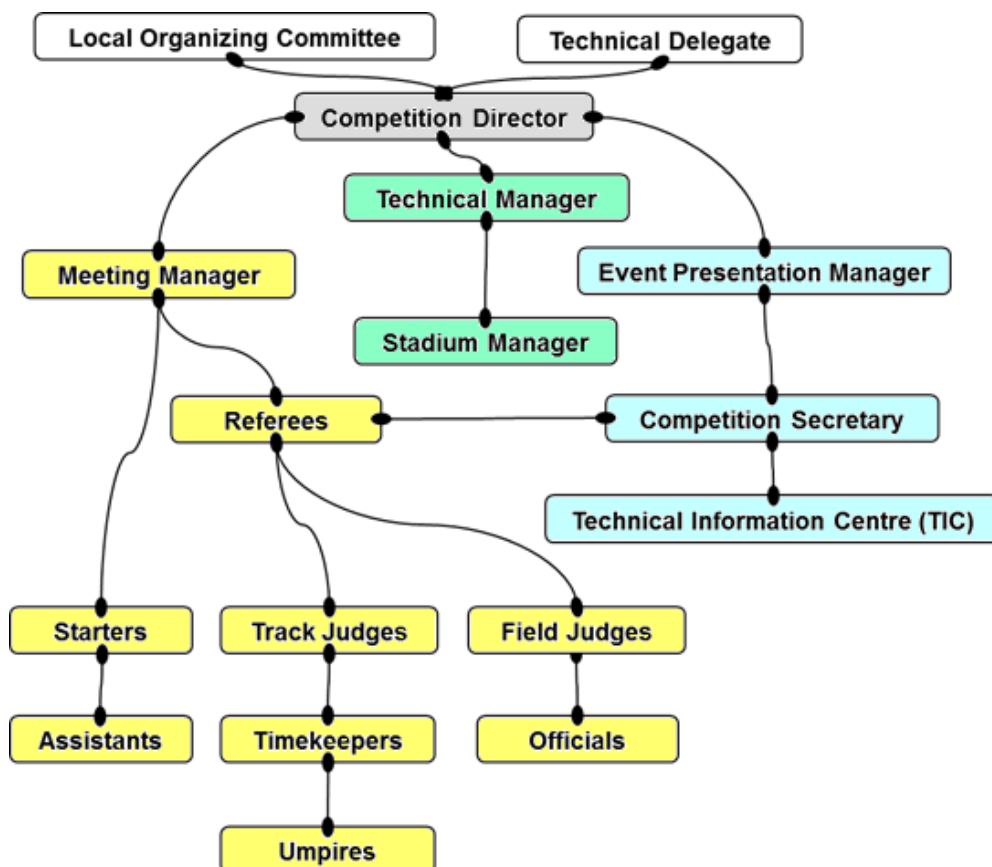 Local Organizing Committee
Technical Delegate
Competition Director
Technical Manager
Meeting Manager
Event Presentation Manager
Stadium Manager
Referees
Competition Secretary
Technical Information Centre (TIC)
Starters
Track Judges
Field Judges
Assistants
Timekeepers
Officials
Umpires